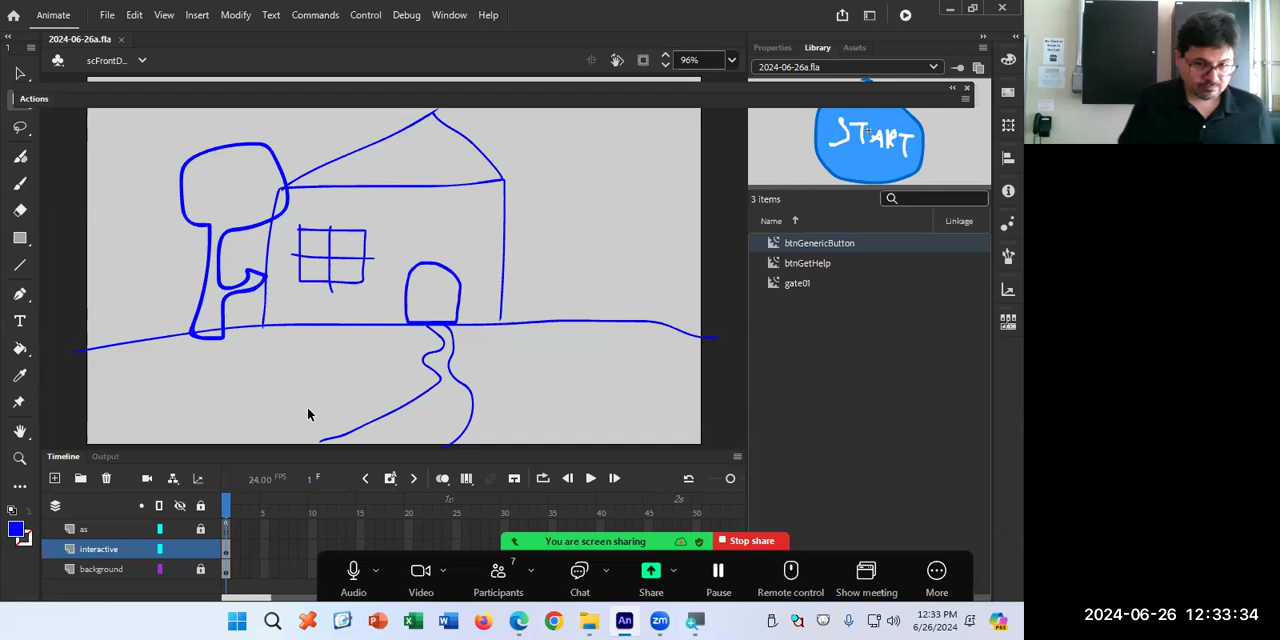 Animate File Edit View Insert Modify Text Commands Control Debug Window Help
2024-06-26a.fla ×
scFrontD... 96%
Actions
Properties Library Assets
2024-06-26a.fla
START
3 items
Name Linkage
btnGenericButton
btnGetHelp
gate01
Timeline Output
24.00 FPS 1 F
1s 2s
5 10 15 20 25 30 35 40 45 50
as
interactive
background
You are screen sharing Stop share
7
Audio Video Participants Chat Share Pause Remote control Show meeting More
12:33 PM
6/26/2024
2024-06-26 12:33:34